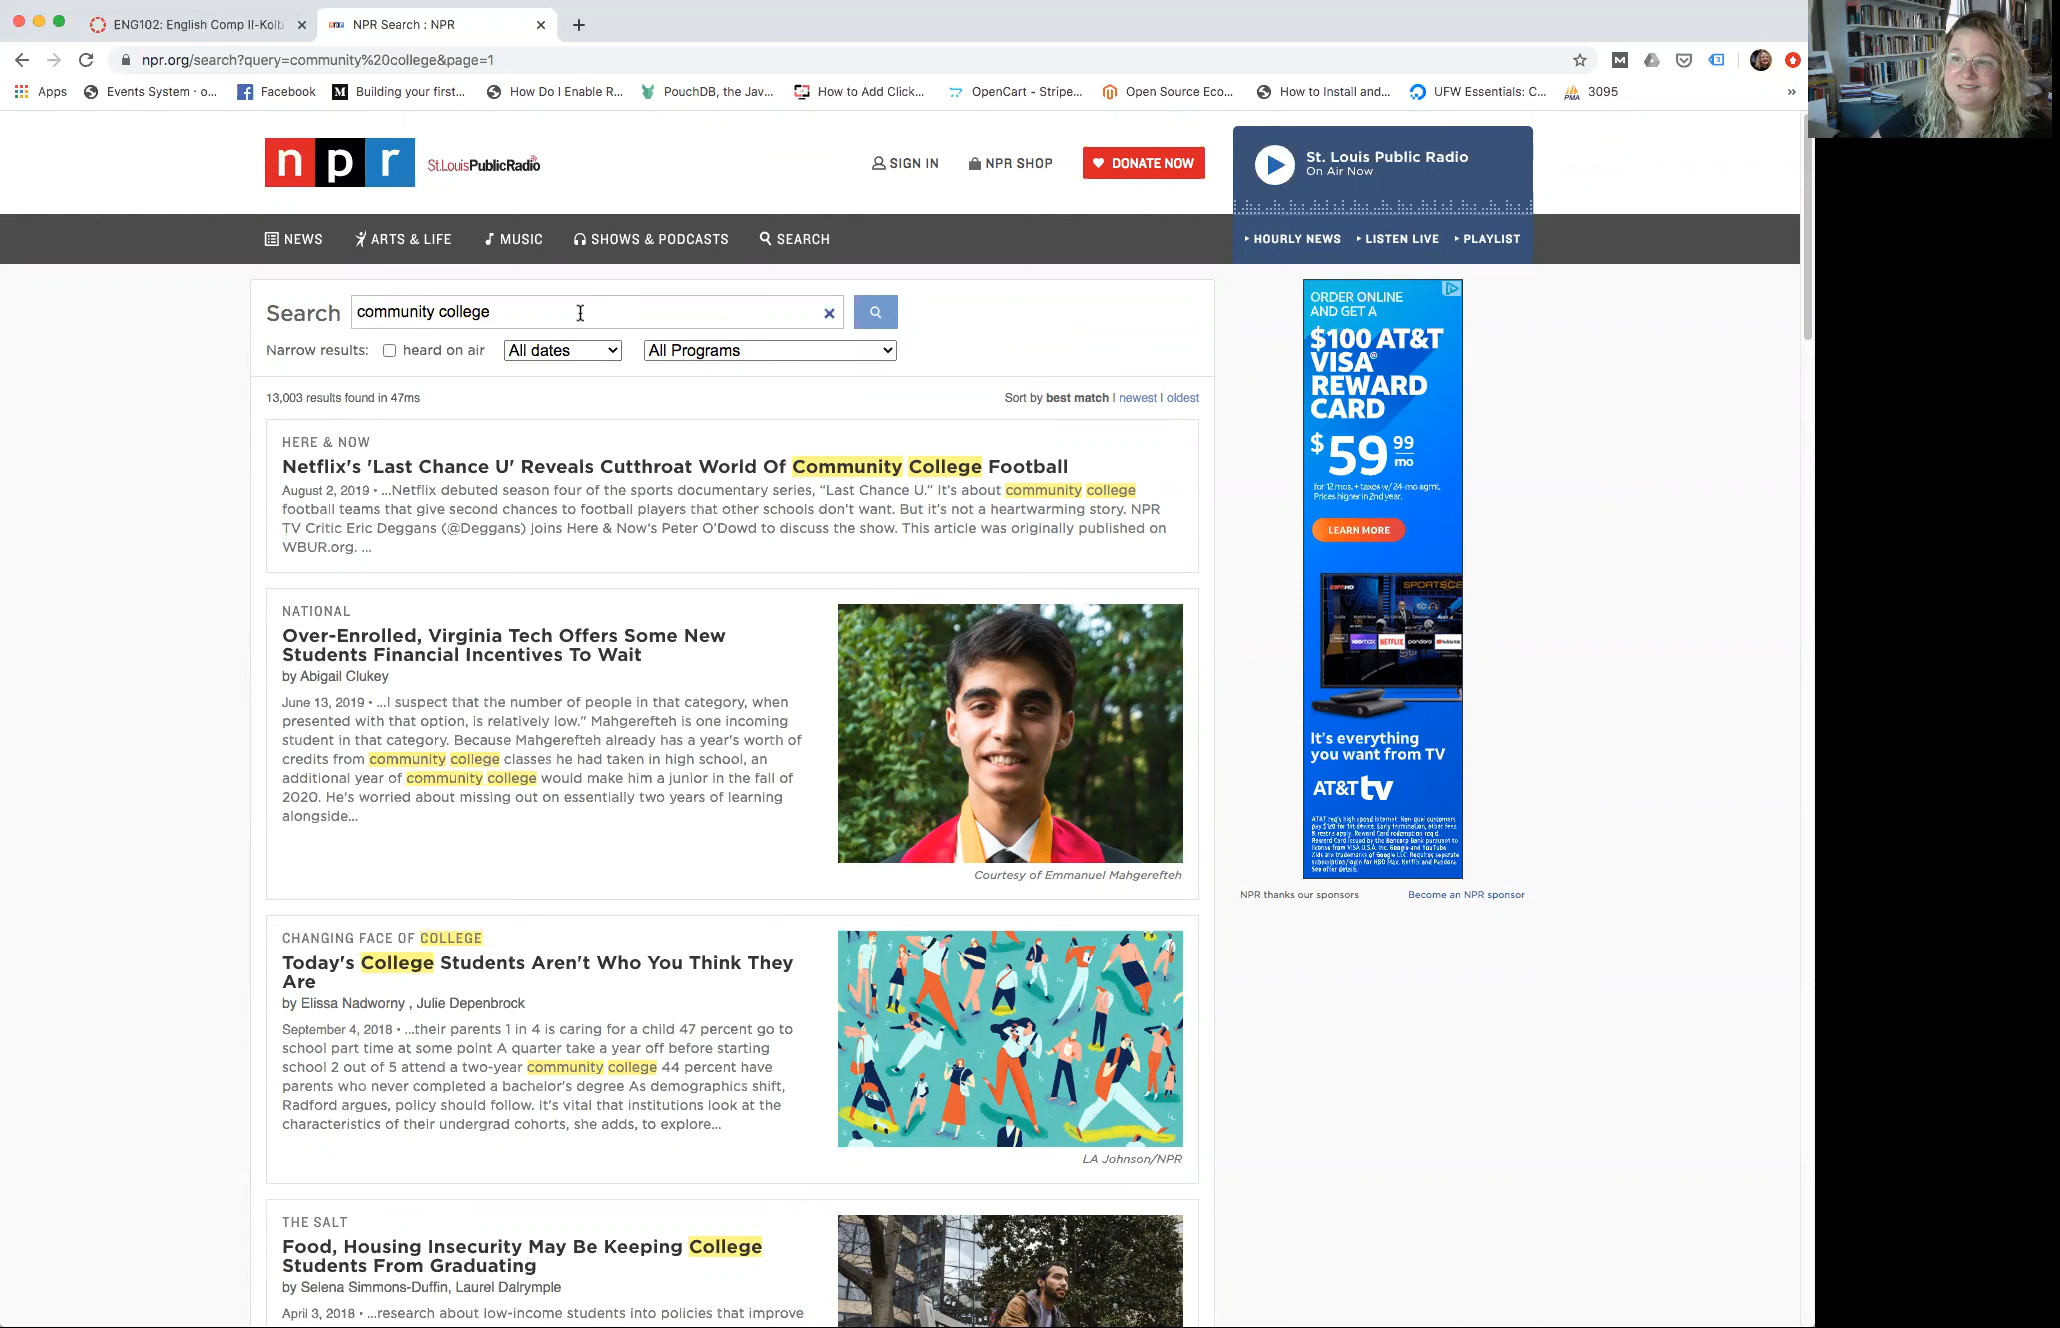 ENG102: English Comp II-Kolb
NPR Search : NPR
npr.org/search?query=community%20college&page=1
Apps
Events System - o...
Facebook
Building your first...
How Do I Enable R...
PouchDB, the Jav...
How to Add Click...
OpenCart - Stripe...
Open Source Eco...
How to Install and...
UFW Essentials: C...
3095
npr
St.LouisPublicRadio
SIGN IN
NPR SHOP
DONATE NOW
St. Louis Public Radio
On Air Now
NEWS
ARTS & LIFE
MUSIC
SHOWS & PODCASTS
SEARCH
HOURLY NEWS
LISTEN LIVE
PLAYLIST
Search
community college
Narrow results:
heard on air
All dates
All Programs
13,003 results found in 47ms
Sort by best match | newest | oldest
HERE & NOW
Netflix's 'Last Chance U' Reveals Cutthroat World Of Community College Football
August 2, 2019 • ...Netflix debuted season four of the sports documentary series, "Last Chance U." It's about community college
football teams that give second chances to football players that other schools don't want. But it's not a heartwarming story. NPR
TV Critic Eric Deggans (@Deggans) joins Here & Now's Peter O'Dowd to discuss the show. This article was originally published on
WBUR.org. ...
NATIONAL
Over-Enrolled, Virginia Tech Offers Some New
Students Financial Incentives To Wait
by Abigail Clukey
June 13, 2019 • ...I suspect that the number of people in that category, when
presented with that option, is relatively low." Mahgerefteh is one incoming
student in that category. Because Mahgerefteh already has a year's worth of
credits from community college classes he had taken in high school, an
additional year of community college would make him a junior in the fall of
2020. He's worried about missing out on essentially two years of learning
alongside...
Courtesy of Emmanuel Mahgerefteh
CHANGING FACE OF COLLEGE
Today's College Students Aren't Who You Think They
Are
by Elissa Nadworny , Julie Depenbrock
September 4, 2018 • ...their parents 1 in 4 is caring for a child 47 percent go to
school part time at some point A quarter take a year off before starting
school 2 out of 5 attend a two-year community college 44 percent have
parents who never completed a bachelor's degree As demographics shift,
Radford argues, policy should follow. It's vital that institutions look at the
characteristics of their undergrad cohorts, she adds, to explore...
LA Johnson/NPR
THE SALT
Food, Housing Insecurity May Be Keeping College
Students From Graduating
by Selena Simmons-Duffin, Laurel Dalrymple
April 3, 2018 • ...research about low-income students into policies that improve
ORDER ONLINE
AND GET A
$100 AT&T
VISA®
REWARD
CARD
$59 99
mo
for 12 mos. + taxes w/ 24-mo agmt.
Prices higher in 2nd year.
LEARN MORE
SPORTSCE
NETFLIX
pandora
It's everything
you want from TV
AT&T tv
NPR thanks our sponsors
Become an NPR sponsor